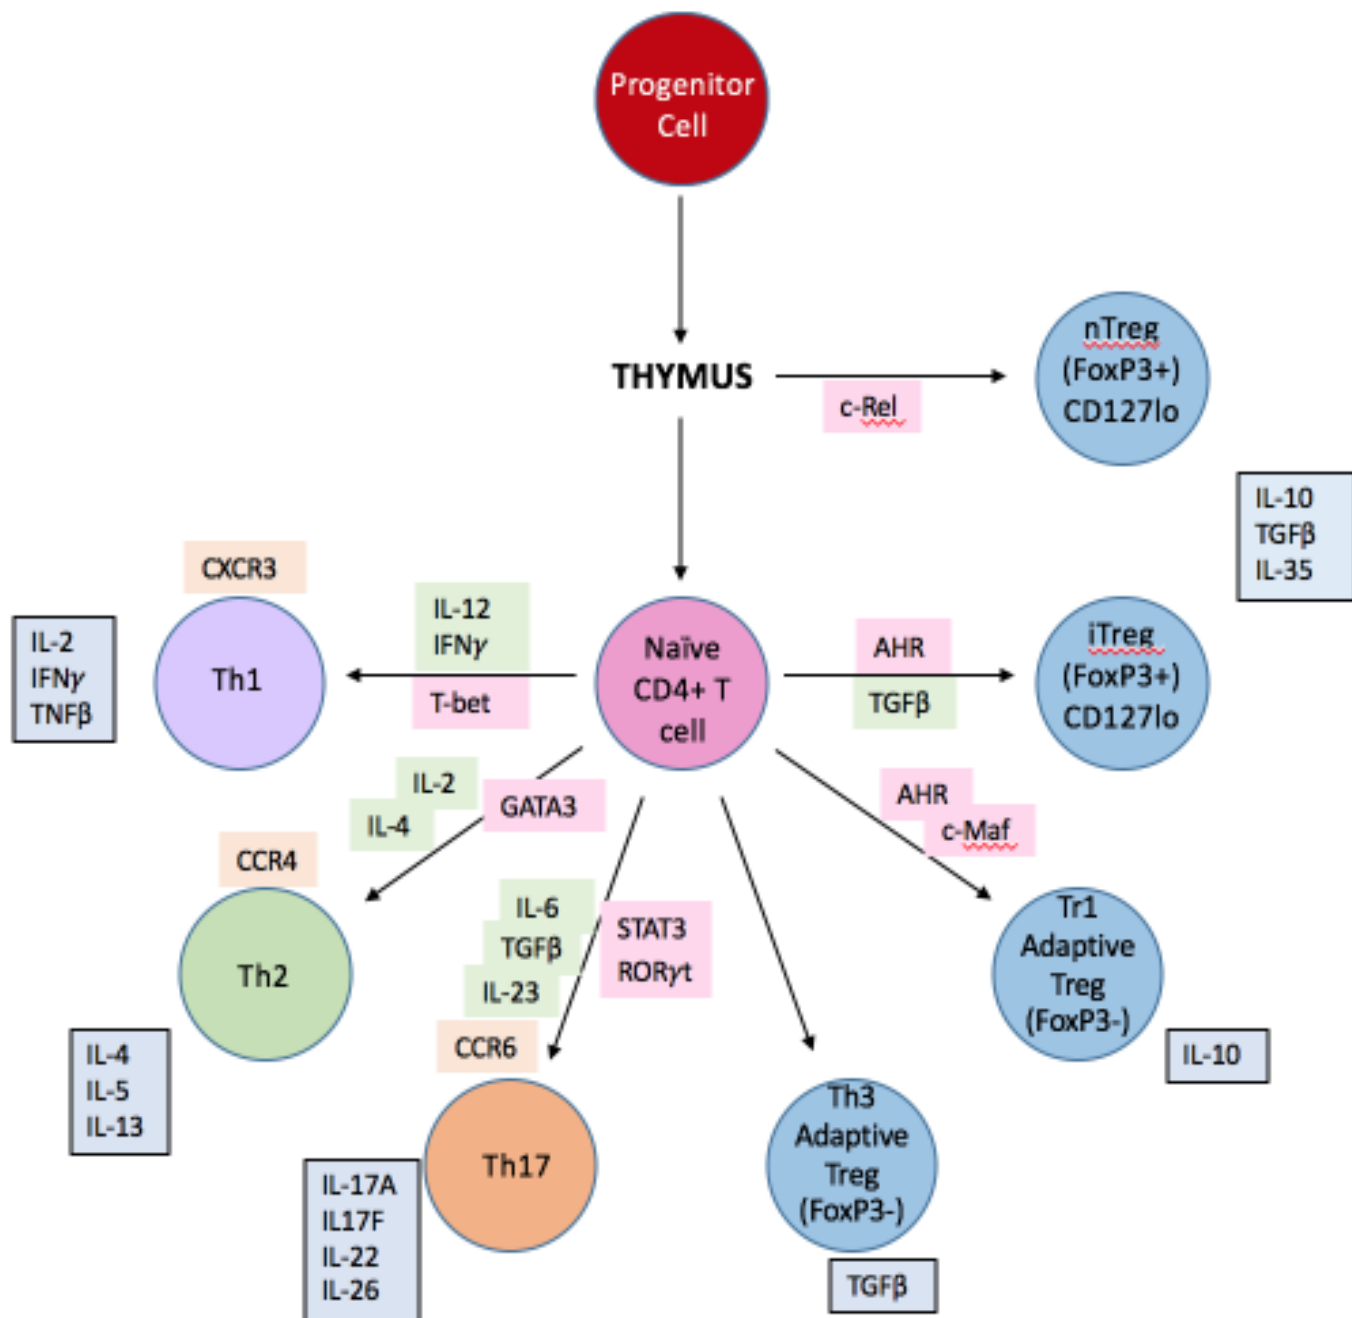 Progenitor
Cell
THYMUS
c-Rel
nTreg
(FoxP3+)
CD127lo
IL-10
TGFβ
IL-35
CXCR3
Th1
IL-2
IFNγ
TNFβ
IL-12
IFNγ
T-bet
Naïve
CD4+ T
cell
AHR
TGFβ
iTreg
(FoxP3+)
CD127lo
IL-2
IL-4
GATA3
CCR4
Th2
IL-4
IL-5
IL-13
IL-6
TGFβ
IL-23
STAT3
RORγt
CCR6
Th17
IL-17A
IL17F
IL-22
IL-26
AHR
c-Maf
Tr1
Adaptive
Treg
(FoxP3-)
IL-10
Th3
Adaptive
Treg
(FoxP3-)
TGFβ